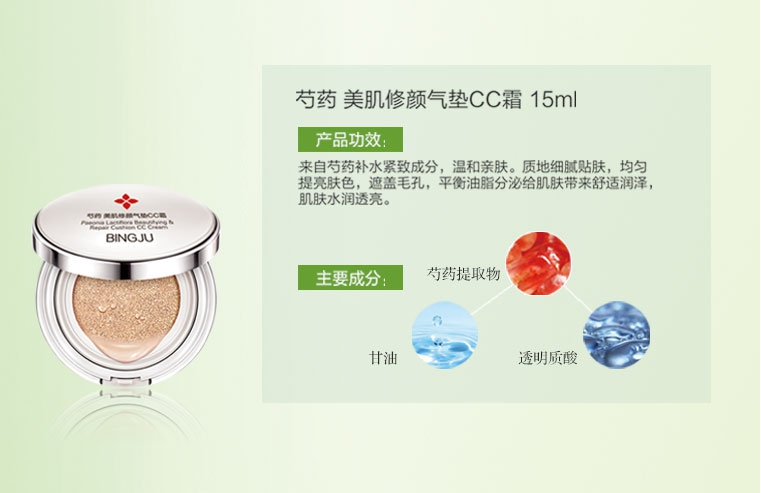 芍药 美肌修颜气垫CC霜 15ml
产品功效：
来自芍药补水紧致成分，温和亲肤。质地细腻贴肤，均匀
提亮肤色，遮盖毛孔，平衡油脂分泌给肌肤带来舒适润泽，
肌肤水润透亮。
芍药 美肌修颜气垫CC霜
Paeonia Lactiflora Beautifying &
Repair Cushion CC Cream
BINGJU
主要成分：
芍药提取物
甘油
透明质酸